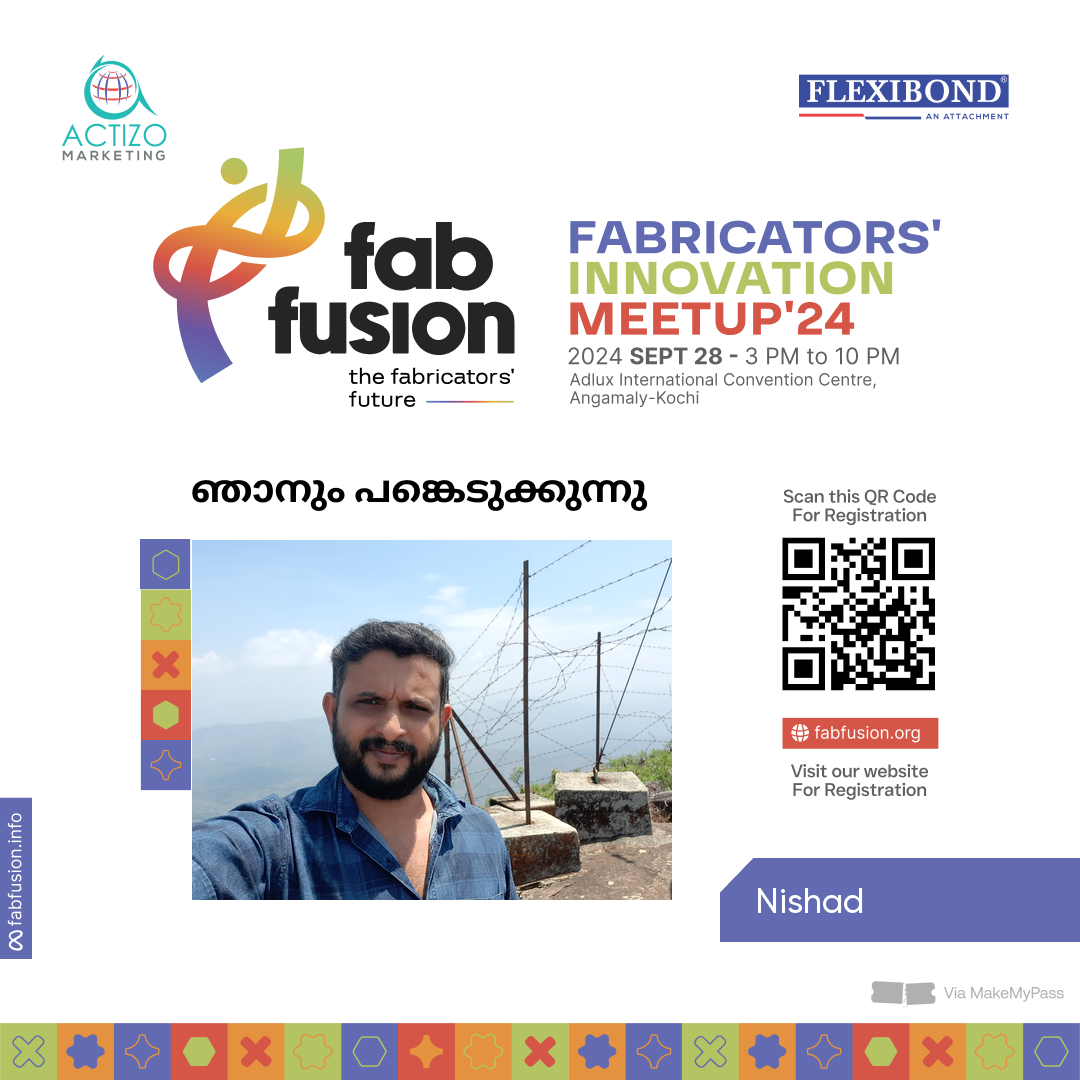 ACTIZO
MARKETING
FLEXIBOND®
AN ATTACHMENT
fab
fusion
the fabricators'
future
FABRICATORS'
INNOVATION
MEETUP'24
2024 SEPT 28 - 3 PM to 10 PM
Adlux International Convention Centre,
Angamaly-Kochi
ഞാനും പങ്കെടുക്കുന്നു
Scan this QR Code
For Registration
fabfusion.org
Visit our website
For Registration
fabfusion.info
Nishad
Via MakeMyPass